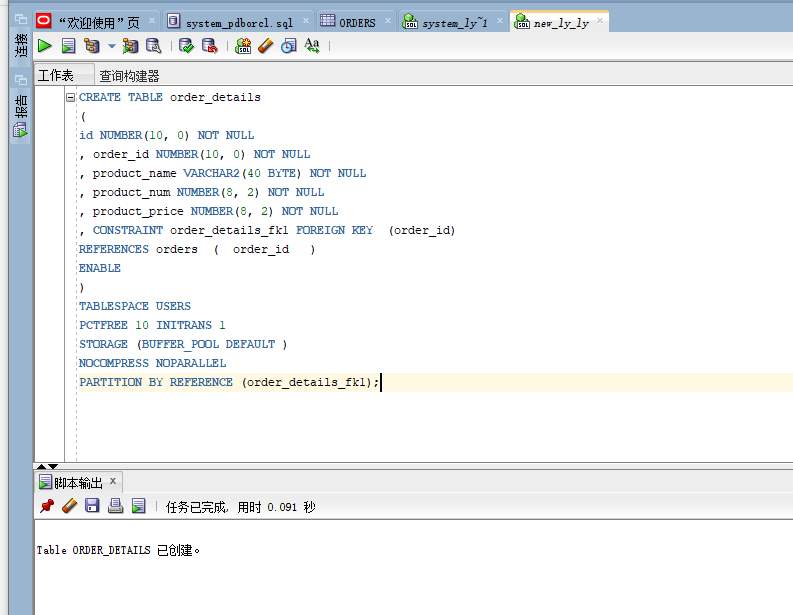 “欢迎使用”页
system_pdborcl.sql
ORDERS
system_ly~1
new_ly_ly
连接
报告
工作表
查询构建器
CREATE TABLE order_details
(
id NUMBER(10, 0) NOT NULL
, order_id NUMBER(10, 0) NOT NULL
, product_name VARCHAR2(40 BYTE) NOT NULL
, product_num NUMBER(8, 2) NOT NULL
, product_price NUMBER(8, 2) NOT NULL
, CONSTRAINT order_details_fk1 FOREIGN KEY  (order_id)
REFERENCES orders  (  order_id   )
ENABLE
)
TABLESPACE USERS
PCTFREE 10 INITRANS 1
STORAGE (BUFFER_POOL DEFAULT )
NOCOMPRESS NOPARALLEL
PARTITION BY REFERENCE (order_details_fk1);
脚本输出 x
任务已完成, 用时 0.091 秒
Table ORDER_DETAILS 已创建。